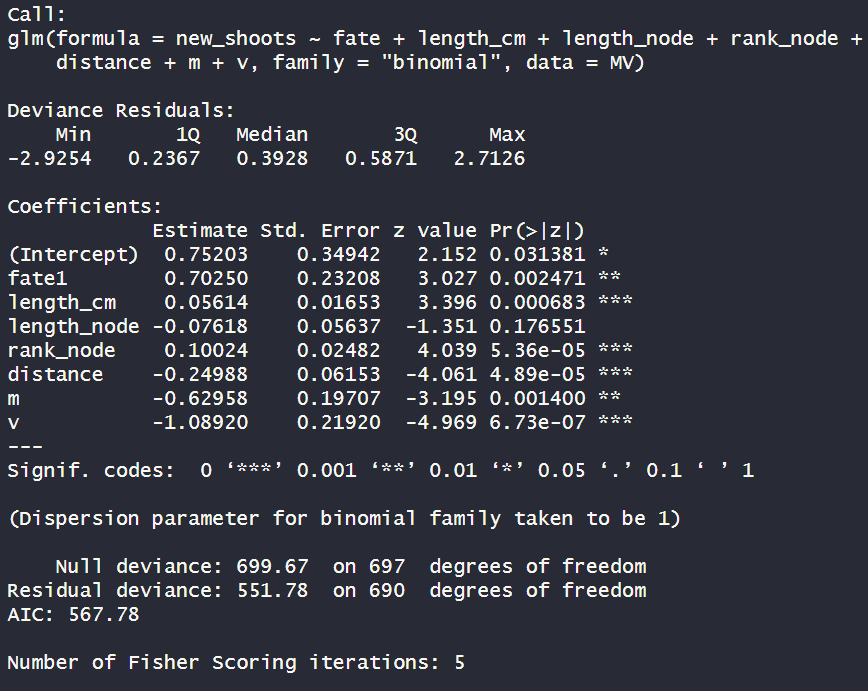 Call:
glm(formula = new_shoots ~ fate + length_cm + length_node + rank_node +
    distance + m + v, family = "binomial", data = MV)

Deviance Residuals:
    Min       1Q   Median       3Q      Max
-2.9254   0.2367   0.3928   0.5871   2.7126

Coefficients:
            Estimate Std. Error z value Pr(>|z|)
(Intercept)  0.75203    0.34942   2.152 0.031381 *
fate1        0.70250    0.23208   3.027 0.002471 **
length_cm    0.05614    0.01653   3.396 0.000683 ***
length_node -0.07618    0.05637  -1.351 0.176551
rank_node    0.10024    0.02482   4.039 5.36e-05 ***
distance    -0.24988    0.06153  -4.061 4.89e-05 ***
m           -0.62958    0.19707  -3.195 0.001400 **
v           -1.08920    0.21920  -4.969 6.73e-07 ***
---
Signif. codes:  0 ‘***’ 0.001 ‘**’ 0.01 ‘*’ 0.05 ‘.’ 0.1 ‘ ’ 1

(Dispersion parameter for binomial family taken to be 1)

    Null deviance: 699.67  on 697  degrees of freedom
Residual deviance: 551.78  on 690  degrees of freedom
AIC: 567.78

Number of Fisher Scoring iterations: 5